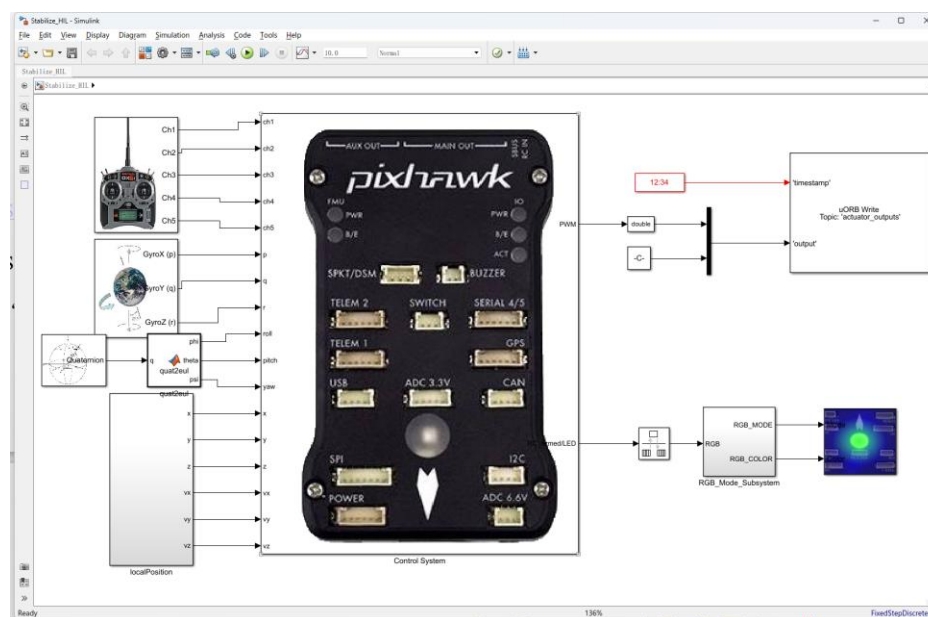 Stabilize_HIL - Simulink
File Edit View Display Diagram Simulation Analysis Code Tools Help
10.0 Normal
Stabilize_HIL
Stabilize_HIL
Ch1
Ch2
Ch3
Ch4
Ch5
GyroX (p)
GyroY (q)
GyroZ (r)
Quaternion
q
phi
theta
psi
quat2eul
quat2eul
x
y
z
vx
vy
vz
localPosition
ch1
ch2
ch3
ch4
ch5
p
q
r
roll
pitch
yaw
x
y
z
vx
vy
vz
AUX OUT MAIN OUT SBUS RC IN
pixhawk
FMU IO
PWR PWR
B/E B/E
ACT
SPKT/DSM BUZZER
TELEM 2 SWITCH SERIAL 4/5
TELEM 1 GPS
USB ADC 3.3V CAN
SPI I2C
POWER ADC 6.6V
Control System
PWM
med/LED
12:34
double
-C-
'timestamp'
uORB Write
Topic: 'actuator_outputs'
'output'
RGB
RGB_MODE
RGB_COLOR
RGB_Mode_Subsystem
Ready 136% FixedStepDiscrete